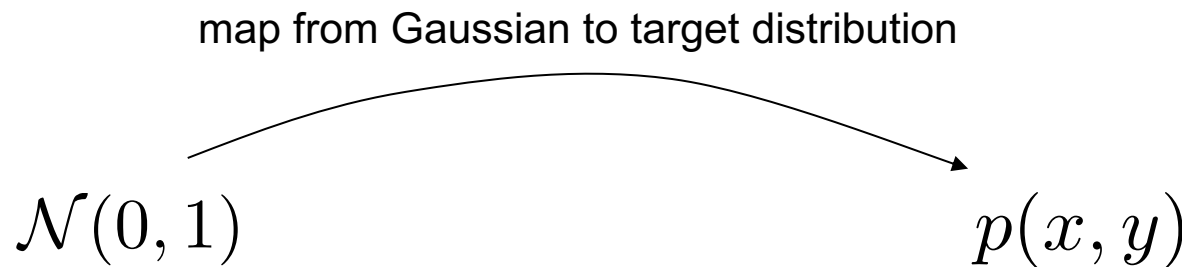 map from Gaussian to target distribution
𝒩(0, 1)
p(x, y)